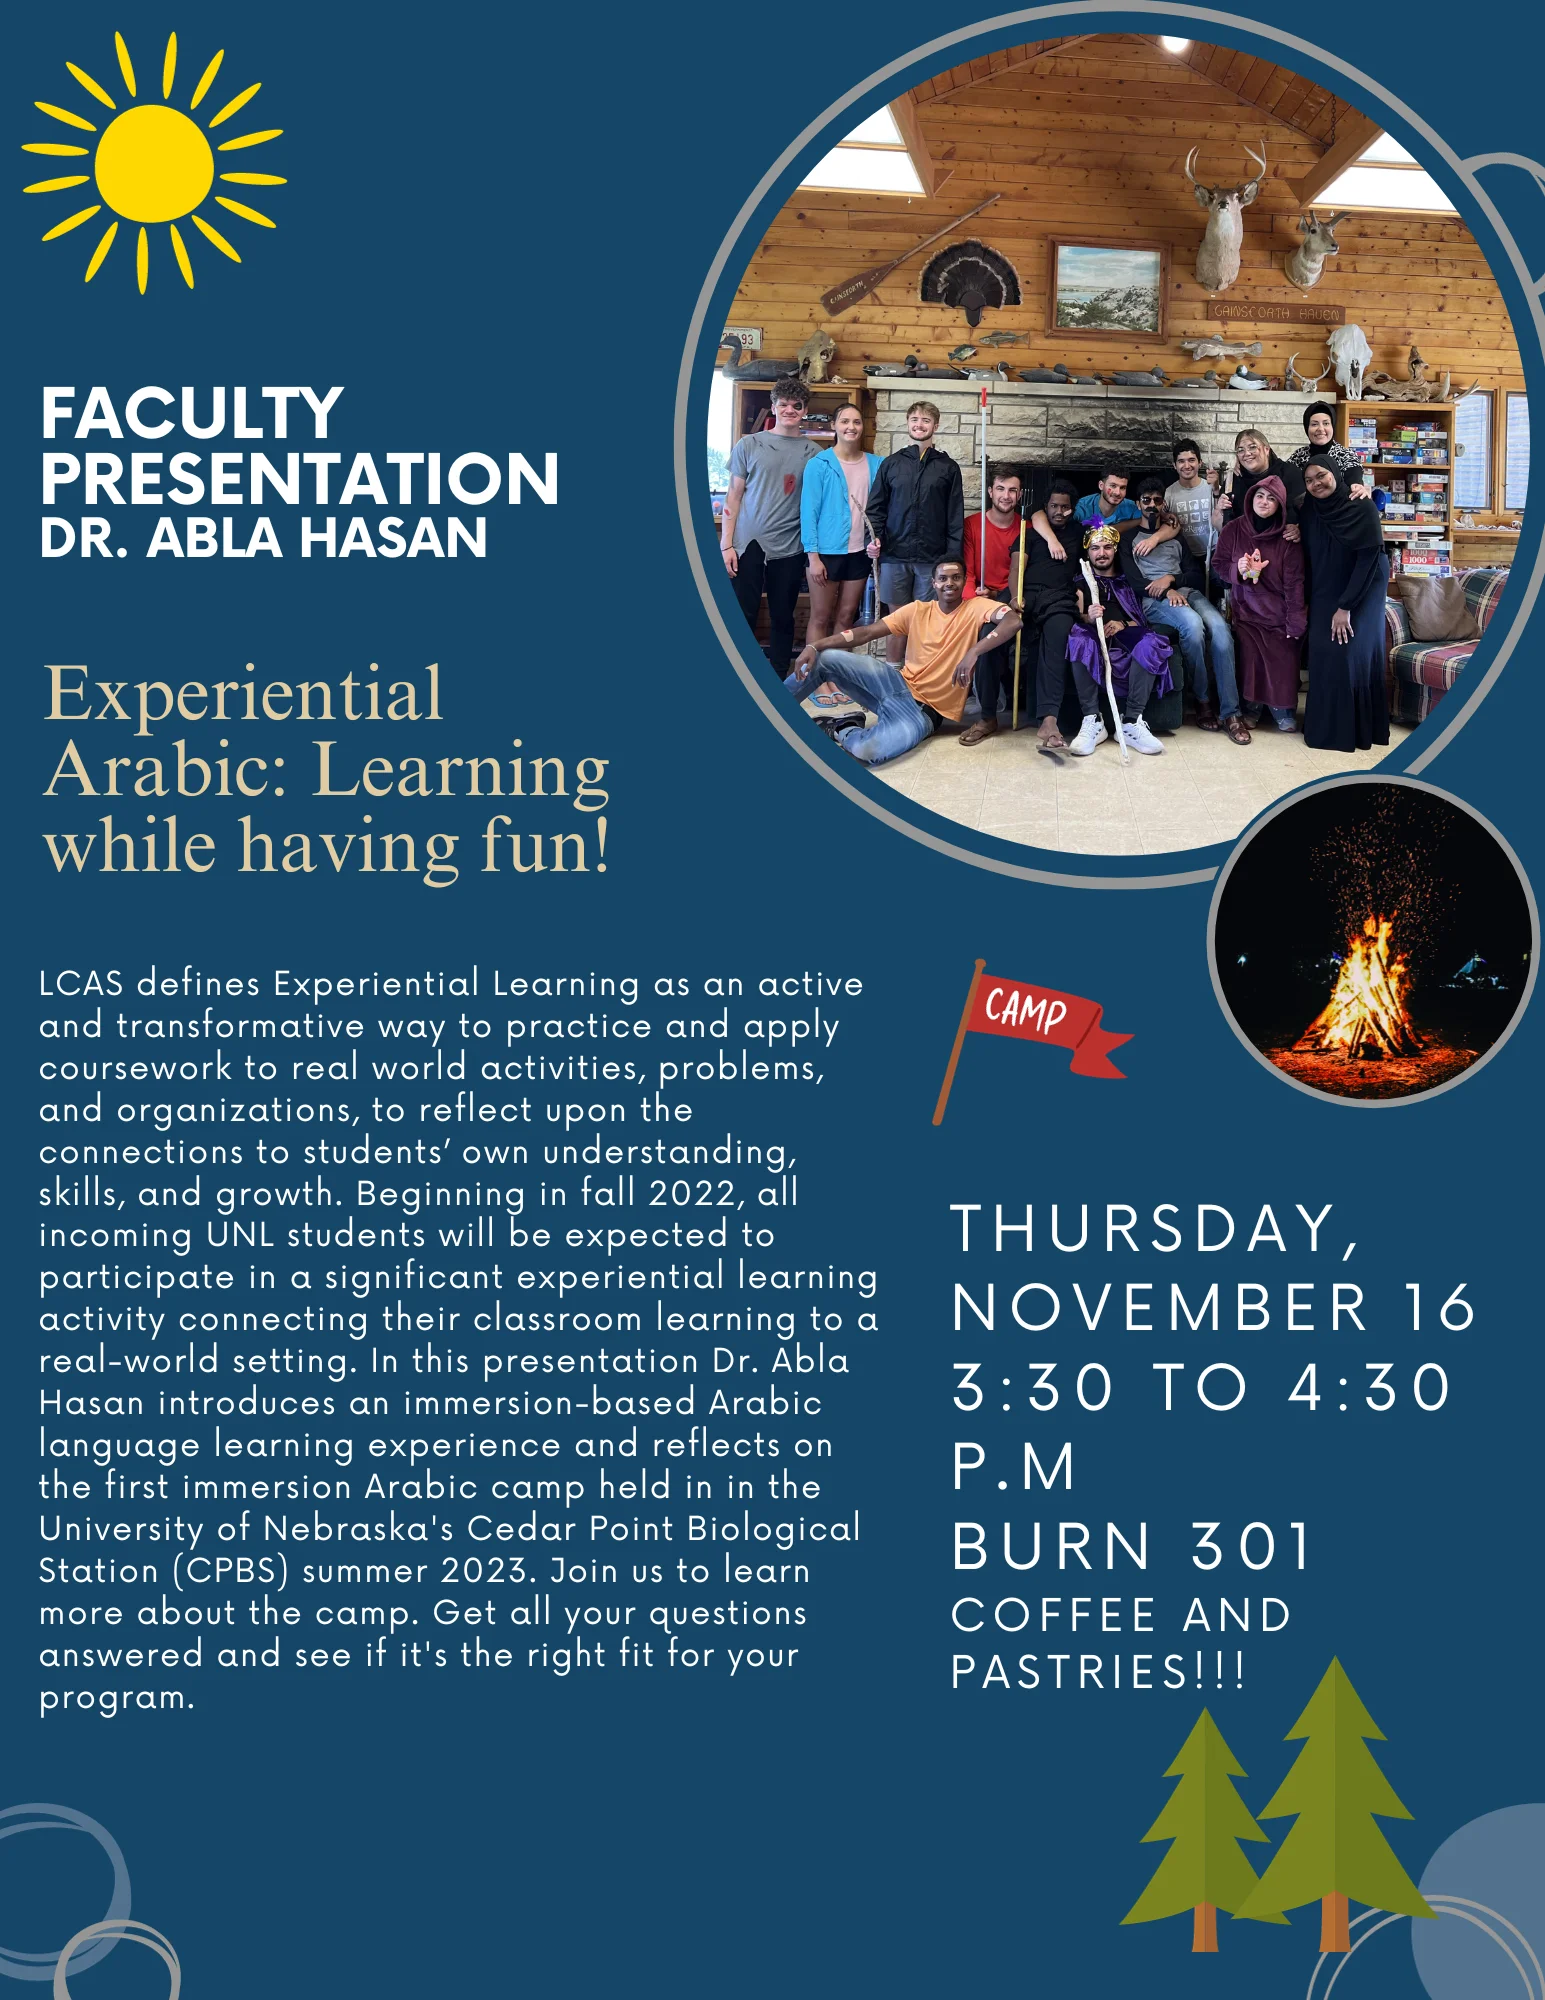 FACULTY
PRESENTATION
DR. ABLA HASAN
Experiential
Arabic: Learning
while having fun!
LCAS defines Experiential Learning as an active
and transformative way to practice and apply
coursework to real world activities, problems,
and organizations, to reflect upon the
connections to students’ own understanding,
skills, and growth. Beginning in fall 2022, all
incoming UNL students will be expected to
participate in a significant experiential learning
activity connecting their classroom learning to a
real-world setting. In this presentation Dr. Abla
Hasan introduces an immersion-based Arabic
language learning experience and reflects on
the first immersion Arabic camp held in in the
University of Nebraska's Cedar Point Biological
Station (CPBS) summer 2023. Join us to learn
more about the camp. Get all your questions
answered and see if it's the right fit for your
program.
GAINSFORTH HAVEN
CAMP
THURSDAY,
NOVEMBER 16
3:30 TO 4:30
P.M
BURN 301
COFFEE AND
PASTRIES!!!